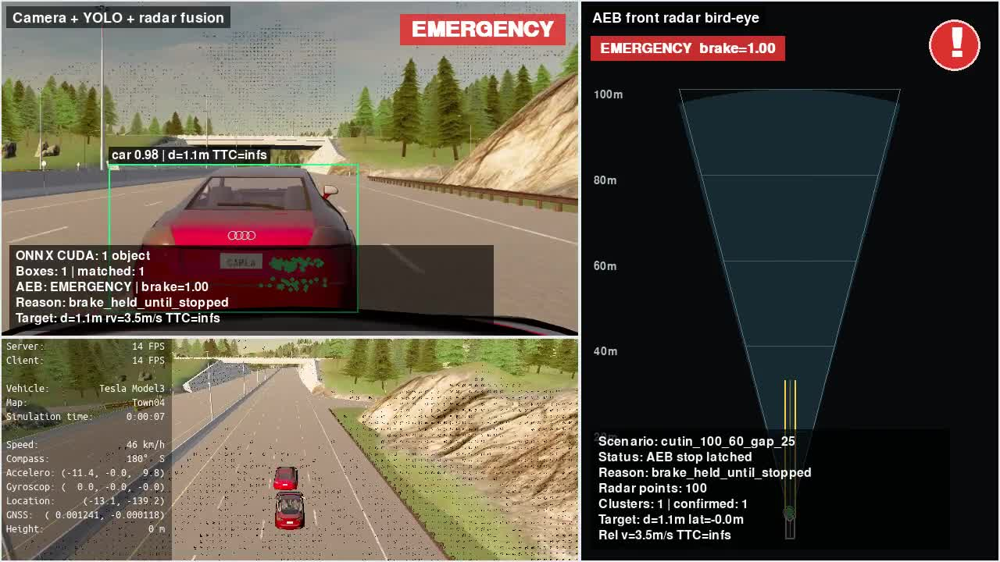 Camera + YOLO + radar fusion
EMERGENCY
car 0.98 | d=1.1m TTC=infs
CARLA
ONNX CUDA: 1 object
Boxes: 1 | matched: 1
AEB: EMERGENCY | brake=1.00
Reason: brake_held_until_stopped
Target: d=1.1m rv=3.5m/s TTC=infs
Server: 14 FPS
Client: 14 FPS
Vehicle: Tesla Model3
Map: Town04
Simulation time: 0:00:07
Speed: 46 km/h
Compass: 180° S
Accelero: (-11.4, -0.0, 9.8)
Gyroscop: ( 0.0, -0.0, -0.0)
Location: (-13.1, -139.2)
GNSS: ( 0.001241, -0.000118)
Height: 0 m
AEB front radar bird-eye
EMERGENCY brake=1.00
!
100m
80m
60m
40m
20m
Scenario: cutin_100_60_gap_25
Status: AEB stop latched
Reason: brake_held_until_stopped
Radar points: 100
Clusters: 1 | confirmed: 1
Target: d=1.1m lat=-0.0m
Rel v=3.5m/s TTC=infs